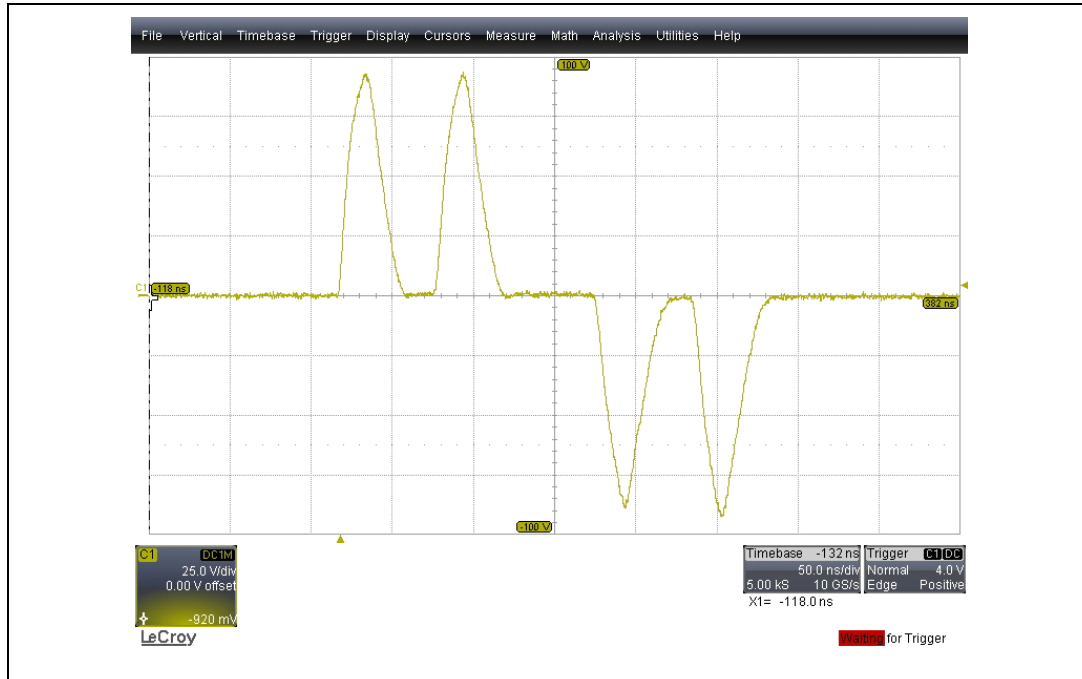 File Vertical Timebase Trigger Display Cursors Measure Math Analysis Utilities Help
100 V
C1
-118 ns
382 ns
-100 V
C1 DC1M
25.0 V/div
0.00 V offset
-920 mV
LeCroy
Timebase -132 ns
50.0 ns/div
5.00 kS 10 GS/s
X1= -118.0 ns
Trigger C1 DC
Normal 4.0 V
Edge Positive
Waiting for Trigger